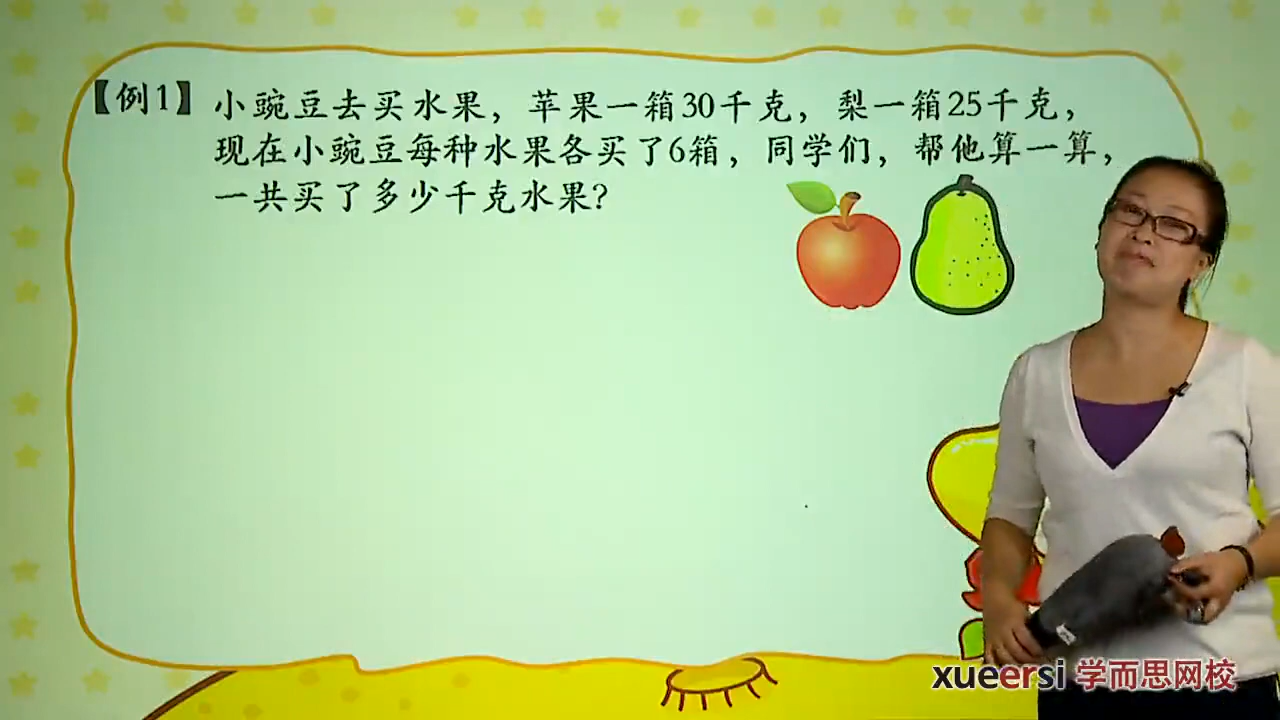 【例1】小豌豆去买水果，苹果一箱30千克，梨一箱25千克，
现在小豌豆每种水果各买了6箱，同学们，帮他算一算，
一共买了多少千克水果？
xueersi 学而思网校